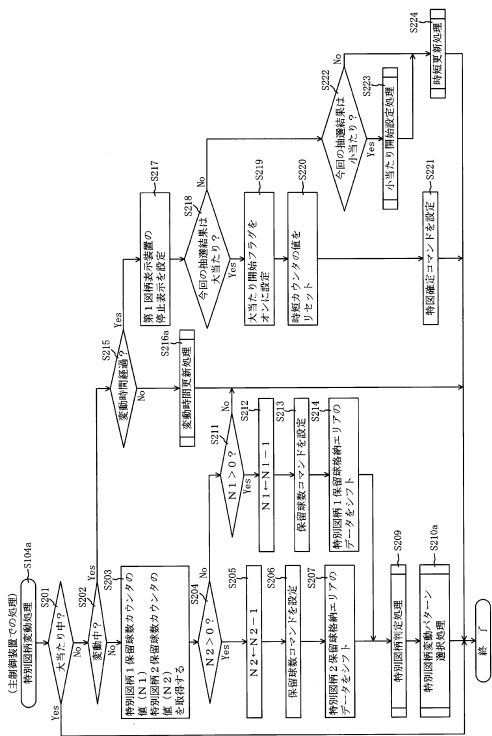 (主制御装置での処理)
特別図柄変動処理
S104a
大当たり中?
S201
Yes
No
変動中?
S202
Yes
No
特別図柄1保留球数カウンタの
値(N1)
特別図柄2保留球数カウンタの
値(N2)
を取得する
S203
N2>0?
S204
No
Yes
N2←N2-1
S205
保留球数コマンドを設定
S206
特別図柄2保留球格納エリアの
データをシフト
S207
N1>0?
S211
No
Yes
N1←N1-1
S212
保留球数コマンドを設定
S213
特別図柄1保留球格納エリアの
データをシフト
S214
特別図柄判定処理
S209
特別図柄変動パターン
選択処理
S210a
終了
変動時間経過?
S215
Yes
No
変動時間更新処理
S216a
第1図柄表示装置の
停止表示を設定
S217
今回の抽選結果は
大当たり?
S218
No
Yes
大当たり開始フラグを
オンに設定
S219
時短カウンタの値を
リセット
S220
特図確定コマンドを設定
S221
今回の抽選結果は
小当たり?
S222
No
Yes
小当たり開始設定処理
S223
時短更新処理
S224